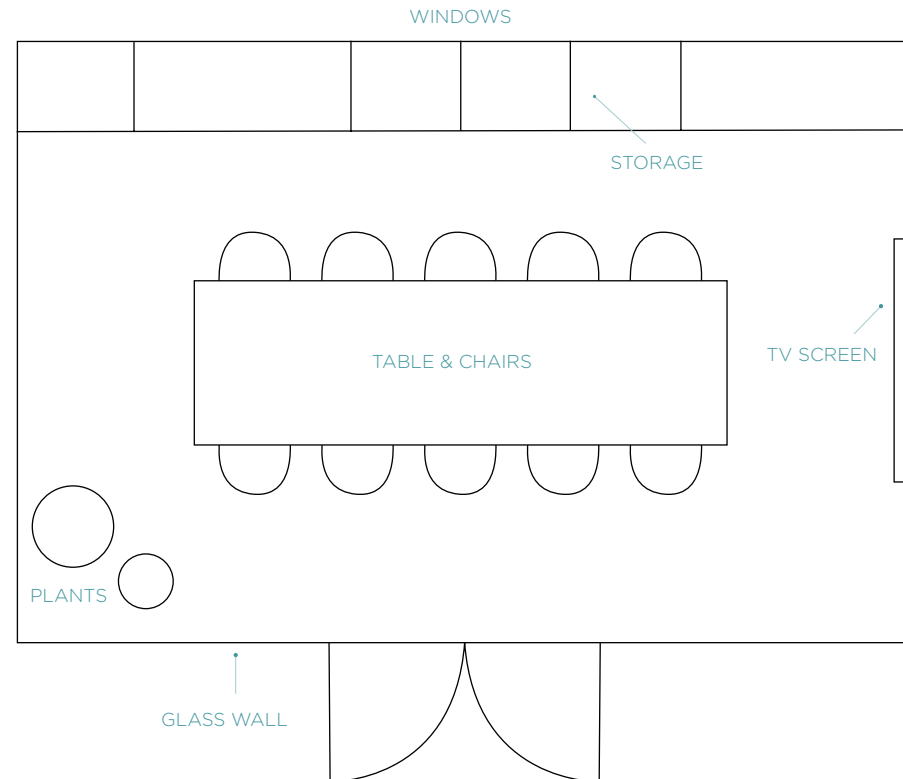 WINDOWS
STORAGE
TV SCREEN
TABLE & CHAIRS
PLANTS
GLASS WALL